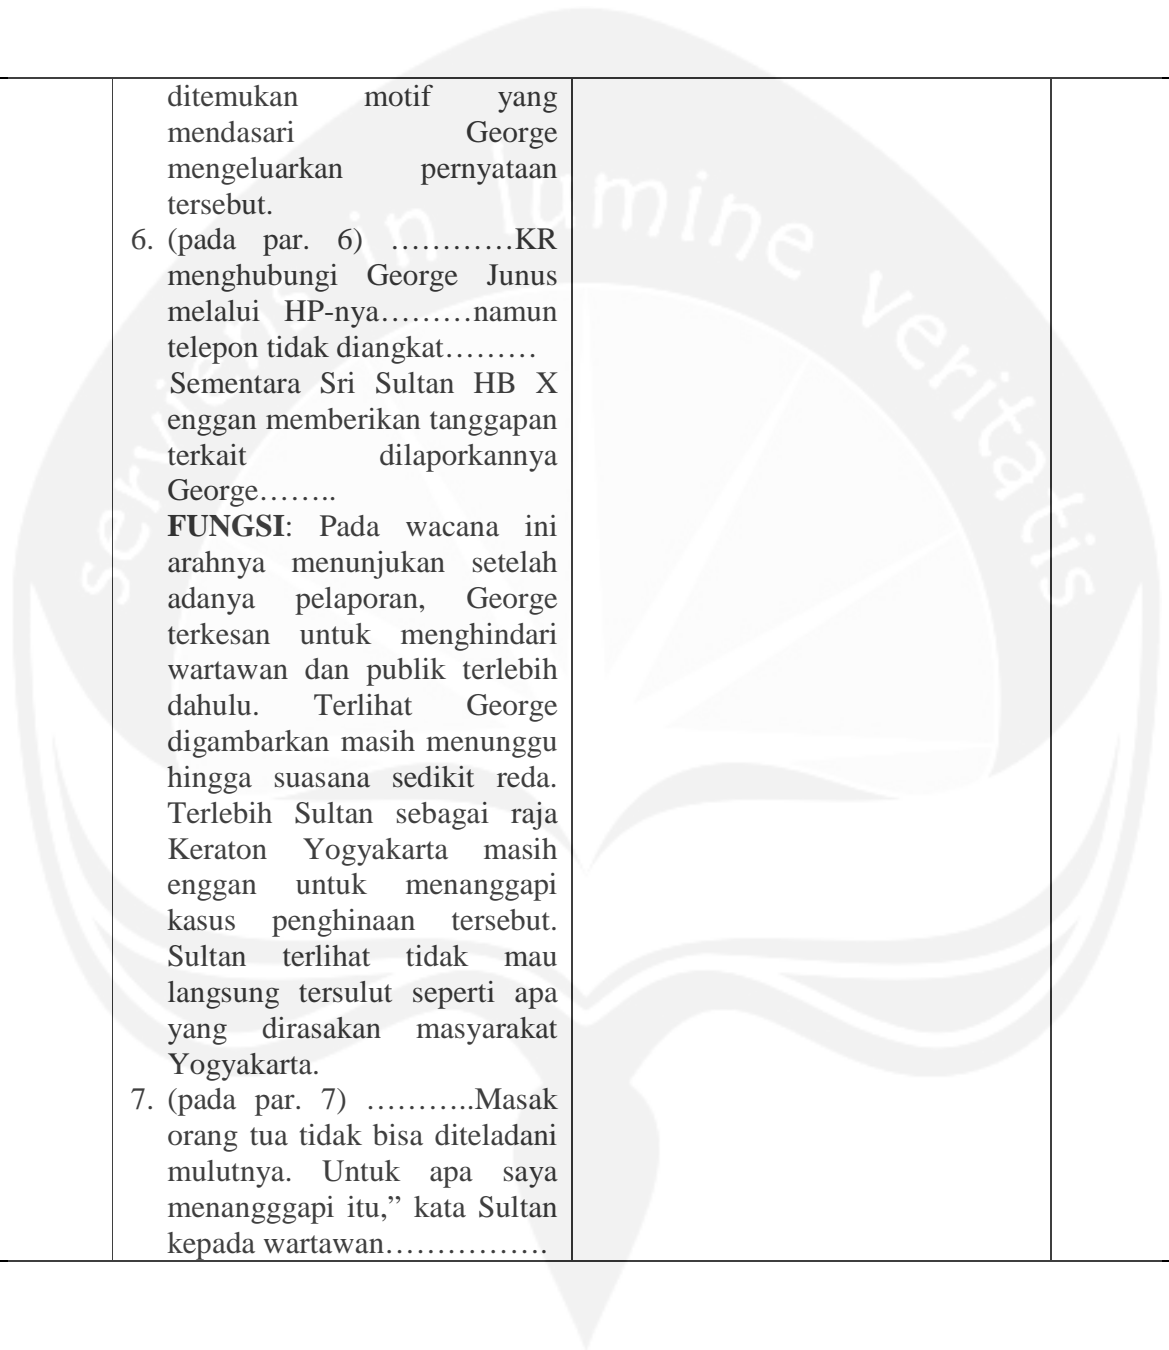 ditemukan motif yang
mendasari George
mengeluarkan pernyataan
tersebut.
6. (pada par. 6) …………KR
menghubungi George Junus
melalui HP-nya………namun
telepon tidak diangkat………
Sementara Sri Sultan HB X
enggan memberikan tanggapan
terkait dilaporkannya
George……..
FUNGSI: Pada wacana ini
arahnya menunjukan setelah
adanya pelaporan, George
terkesan untuk menghindari
wartawan dan publik terlebih
dahulu. Terlihat George
digambarkan masih menunggu
hingga suasana sedikit reda.
Terlebih Sultan sebagai raja
Keraton Yogyakarta masih
enggan untuk menanggapi
kasus penghinaan tersebut.
Sultan terlihat tidak mau
langsung tersulut seperti apa
yang dirasakan masyarakat
Yogyakarta.
7. (pada par. 7) ………..Masak
orang tua tidak bisa diteladani
mulutnya. Untuk apa saya
menangggapi itu,” kata Sultan
kepada wartawan…………….
serviens in lumine veritatis